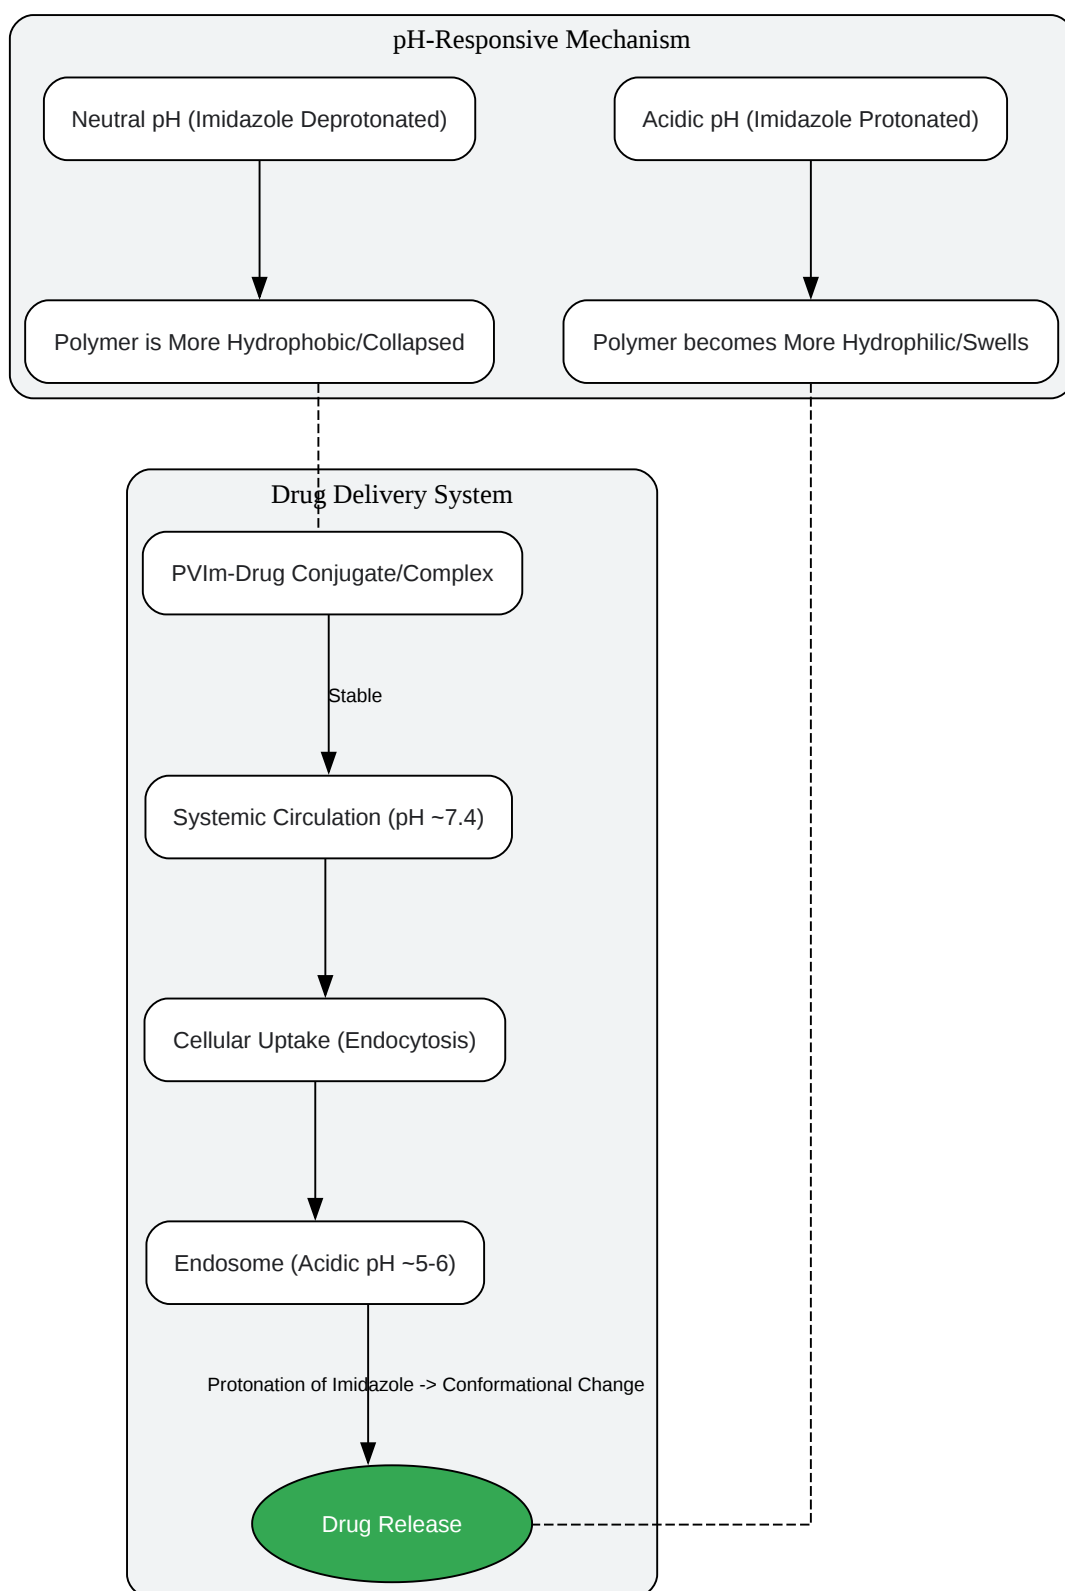 pH-Responsive Mechanism
Neutral pH (Imidazole Deprotonated)
Acidic pH (Imidazole Protonated)
Polymer is More Hydrophobic/Collapsed
Polymer becomes More Hydrophilic/Swells
Drug Delivery System
PVIm-Drug Conjugate/Complex
Stable
Systemic Circulation (pH ~7.4)
Cellular Uptake (Endocytosis)
Endosome (Acidic pH ~5-6)
Protonation of Imidazole -> Conformational Change
Drug Release